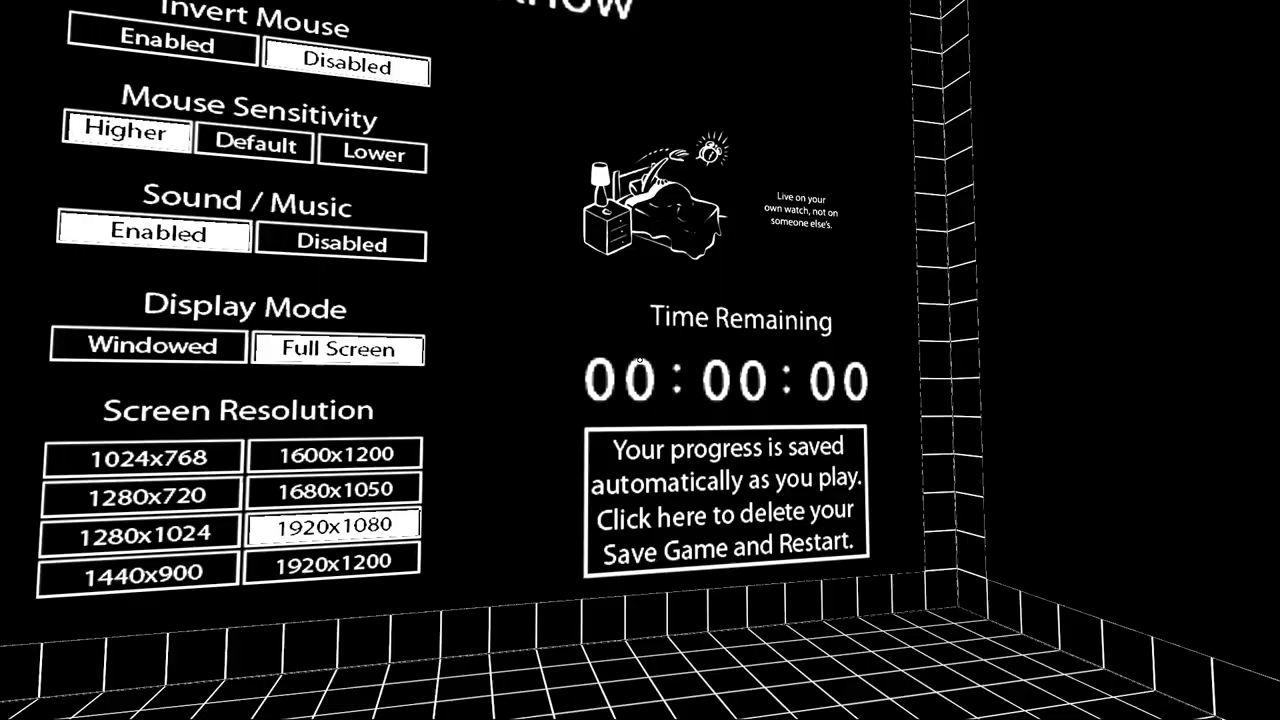 Invert Mouse
Enabled
Disabled
Mouse Sensitivity
Higher
Default
Lower
Sound / Music
Enabled
Disabled
Display Mode
Windowed
Full Screen
Screen Resolution
1024x768
1600x1200
1280x720
1680x1050
1280x1024
1920x1080
1440x900
1920x1200
Live on your
own watch, not on
someone else's.
Time Remaining
00:00:00
Your progress is saved
automatically as you play.
Click here to delete your
Save Game and Restart.